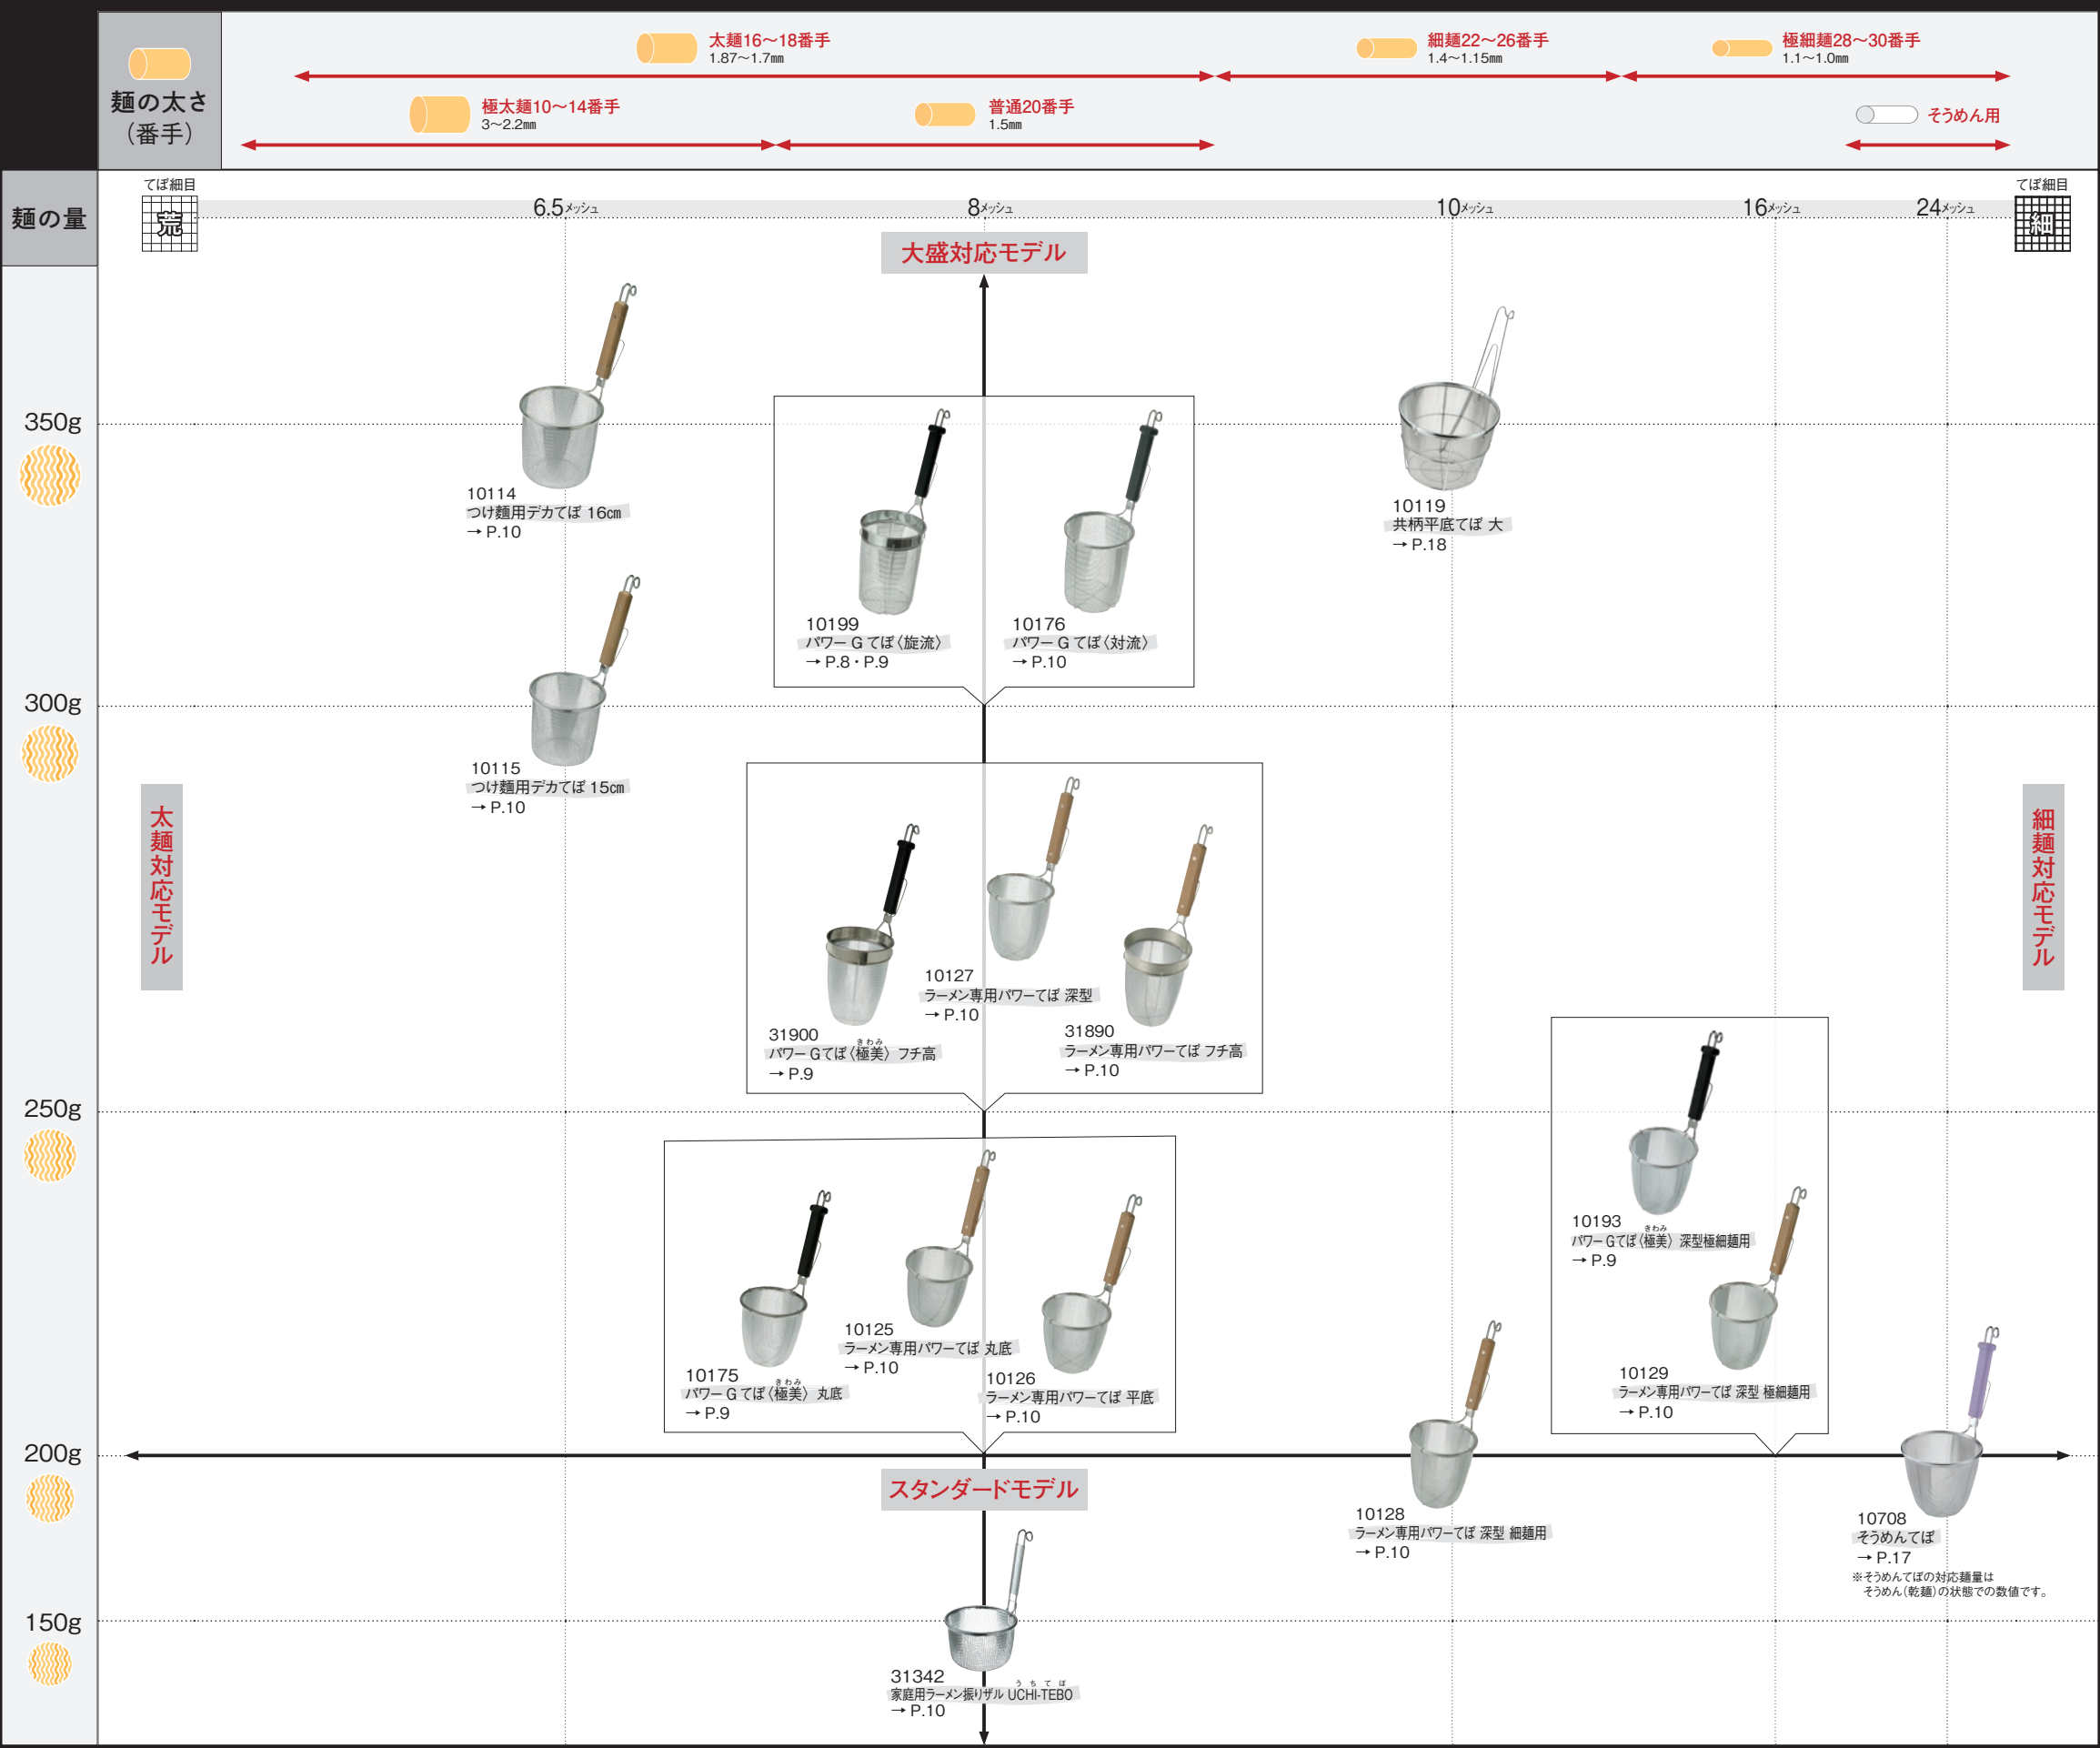 麺の太さ
（番手）
太麺16〜18番手
1.87〜1.7㎜
細麺22〜26番手
1.4〜1.15㎜
極細麺28〜30番手
1.1〜1.0㎜
極太麺10〜14番手
3〜2.2㎜
普通20番手
1.5㎜
そうめん用
麺の量
てぼ細目
荒
6.5メッシュ
8メッシュ
10メッシュ
16メッシュ
24メッシュ
てぼ細目
細
大盛対応モデル
350g
10114
つけ麺用デカてぼ 16㎝
→ P.10
10199
パワー G てぼ〈旋流〉
→ P.8・P.9
10176
パワー G てぼ〈対流〉
→ P.10
10119
共柄平底てぼ 大
→ P.18
300g
10115
つけ麺用デカてぼ 15㎝
→ P.10
太麺対応モデル
細麺対応モデル
10127
ラーメン専用パワーてぼ 深型
→ P.10
31900
きわみ
パワー Gてぼ〈極美〉 フチ高
→ P.9
31890
ラーメン専用パワーてぼ フチ高
→ P.10
250g
10193
きわみ
パワー Gてぼ〈極美〉 深型極細麺用
→ P.9
10125
ラーメン専用パワーてぼ 丸底
→ P.10
10175
きわみ
パワー G てぼ〈極美〉 丸底
→ P.9
10126
ラーメン専用パワーてぼ 平底
→ P.10
10129
ラーメン専用パワーてぼ 深型 極細麺用
→ P.10
200g
スタンダードモデル
10128
ラーメン専用パワーてぼ 深型 細麺用
→ P.10
10708
そうめんてぼ
→ P.17
※そうめんてぼの対応麺量は
そうめん（乾麺）の状態での数値です。
150g
31342
うちてぼ
家庭用ラーメン振りザル UCHI-TEBO
→ P.10